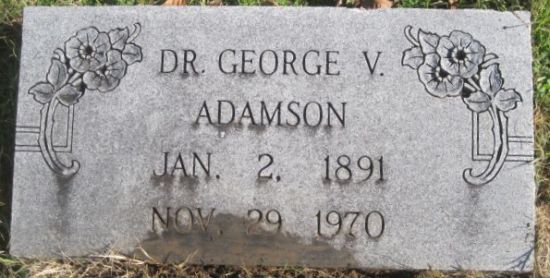 DR. GEORGE V.
ADAMSON
JAN. 2, 1891
NOV. 29 1970